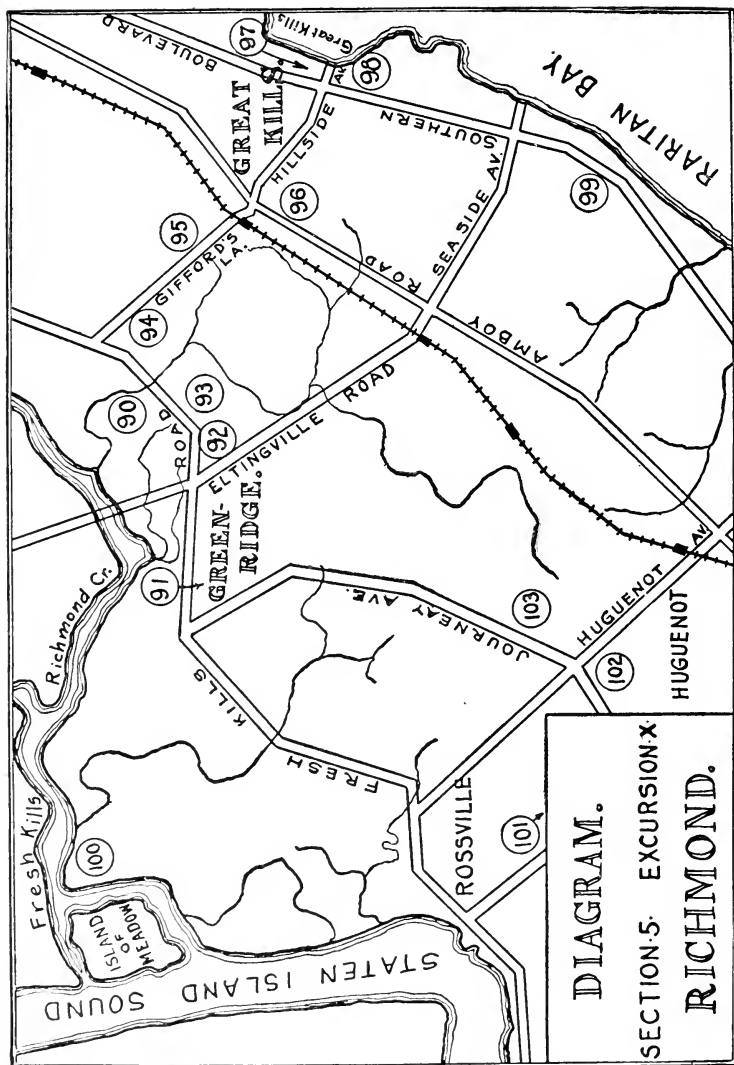 BOULEVARD
97
Great Kills
GREAT
KILLS.
HILLSIDE
AV.
98
SOUTHERN
RARITAN BAY.
96
95
GIFFORD'S
LA.
SEASIDE AV.
99
94
ROAD
AMBOY
90
93
ROAD
92
ELTINGVILLE ROAD
GREEN-
RIDGE.
91
Richmond Cr.
JOURNEAY AVE.
103
HUGUENOT
AV.
102
HUGUENOT
KILLS
FRESH
Fresh Kills
100
ISLAND
OF
MEADOW
ROSSVILLE
101
STATEN ISLAND SOUND
DIAGRAM.
SECTION·5· EXCURSION·X·
RICHMOND.